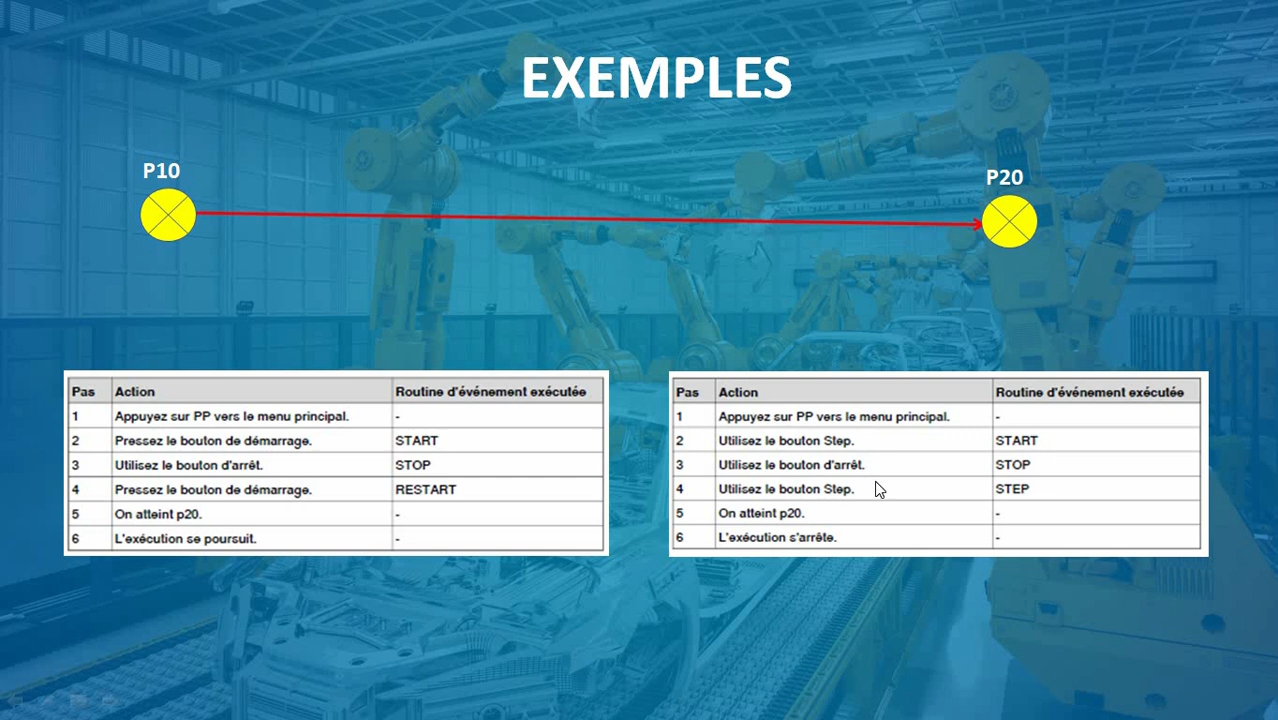 EXEMPLES
P10
P20
Pas Action Routine d'événement exécutée
1 Appuyez sur PP vers le menu principal. -
2 Pressez le bouton de démarrage. START
3 Utilisez le bouton d'arrêt. STOP
4 Pressez le bouton de démarrage. RESTART
5 On atteint p20. -
6 L'exécution se poursuit. -
Pas Action Routine d'événement exécutée
1 Appuyez sur PP vers le menu principal. -
2 Utilisez le bouton Step. START
3 Utilisez le bouton d'arrêt. STOP
4 Utilisez le bouton Step. STEP
5 On atteint p20. -
6 L'exécution s'arrête. -